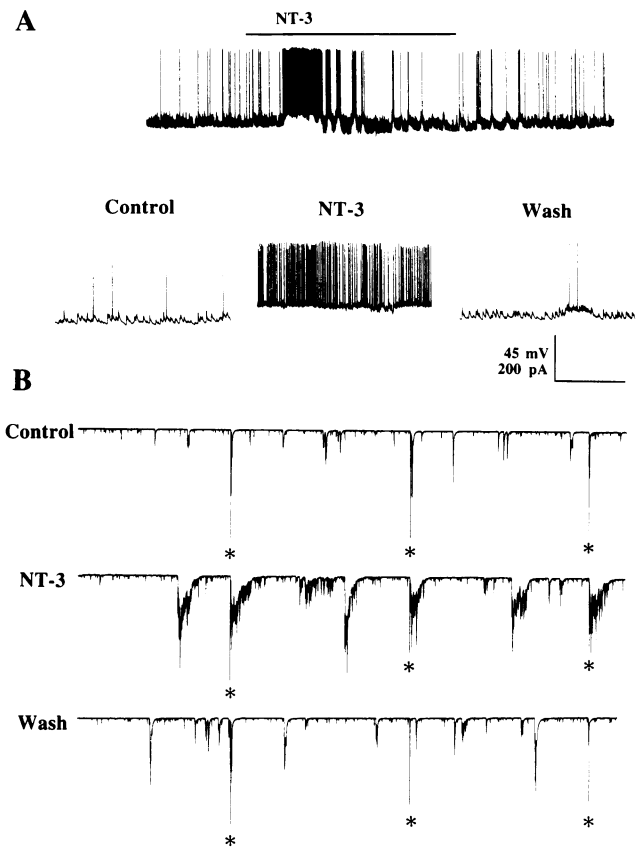 A
NT-3
Control NT-3 Wash
45 mV
200 pA
B
Control
* * *
NT-3
* * *
Wash
* * *